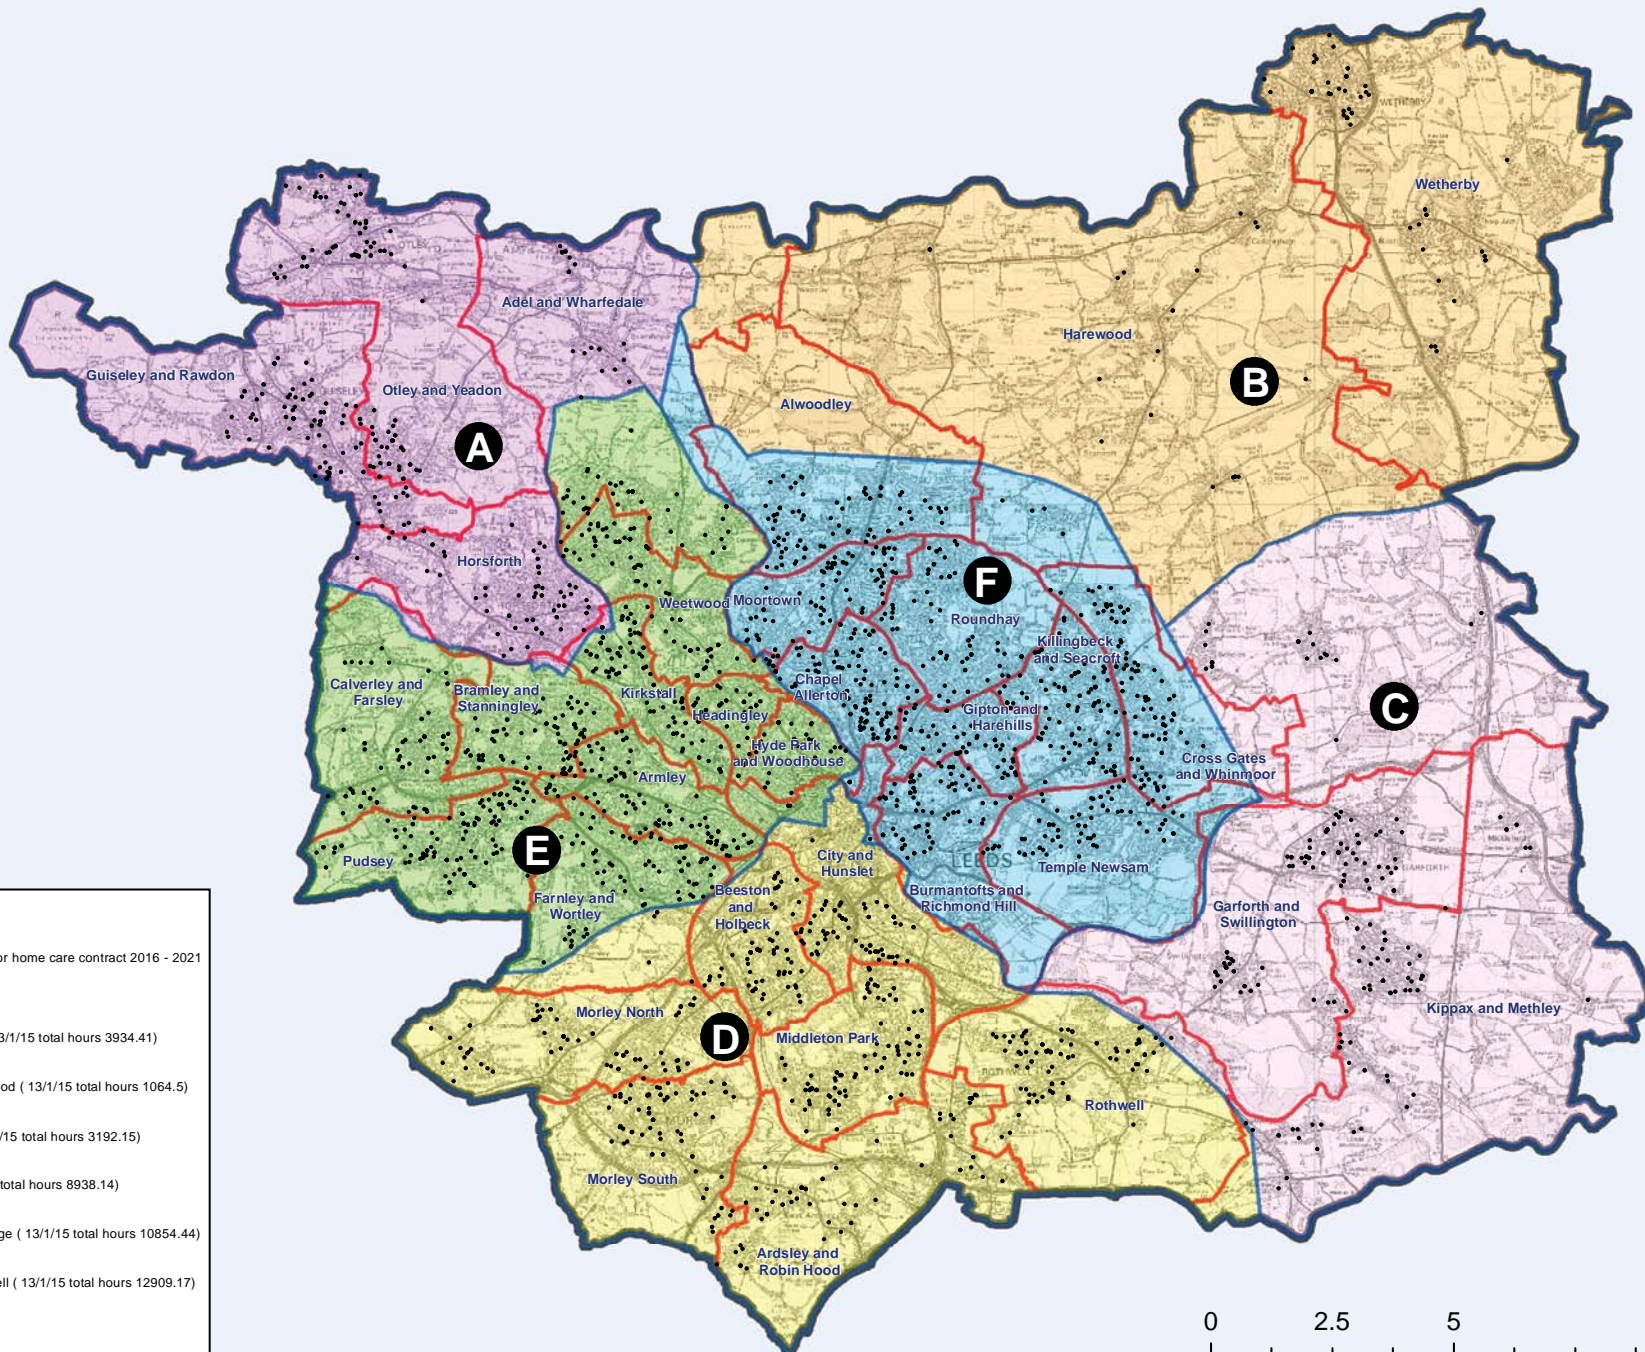 Wetherby
Adel and Wharfedale
Harewood
Guiseley and Rawdon
Otley and Yeadon
B
Alwoodley
A
Horsforth
F
Weetwood
Moortown
Roundhay
Killingbeck
and Seacroft
Calverley and
Farsley
Bramley and
Stanningley
Kirkstall
Chapel
Allerton
C
Headingley
Gipton and
Harehills
Hyde Park
and Woodhouse
Cross Gates
and Whinmoor
Armley
E
Pudsey
City and
Hunslet
LEEDS
Temple Newsam
Farnley and
Wortley
Beeston
and
Holbeck
Burmantofts and
Richmond Hill
Garforth and
Swillington
Morley North
D
Middleton Park
Kippax and Methley
Rothwell
Morley South
Ardsley and
Robin Hood
or home care contract 2016 - 2021
3/1/15 total hours 3934.41)
od ( 13/1/15 total hours 1064.5)
/15 total hours 3192.15)
total hours 8938.14)
ge ( 13/1/15 total hours 10854.44)
ell ( 13/1/15 total hours 12909.17)
0 2.5 5